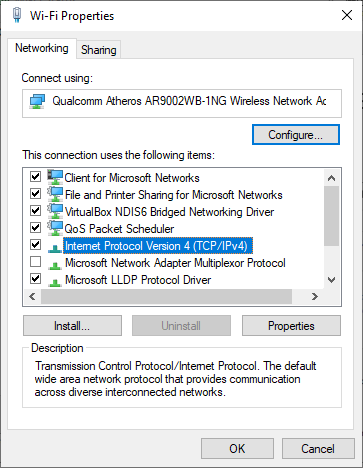 Wi-Fi Properties
Networking
Sharing
Connect using:
Qualcomm Atheros AR9002WB-1NG Wireless Network Ac
Configure...
This connection uses the following items:
Client for Microsoft Networks
File and Printer Sharing for Microsoft Networks
VirtualBox NDIS6 Bridged Networking Driver
QoS Packet Scheduler
Internet Protocol Version 4 (TCP/IPv4)
Microsoft Network Adapter Multiplexor Protocol
Microsoft LLDP Protocol Driver
Install...
Uninstall
Properties
Description
Transmission Control Protocol/Internet Protocol. The default
wide area network protocol that provides communication
across diverse interconnected networks.
OK
Cancel